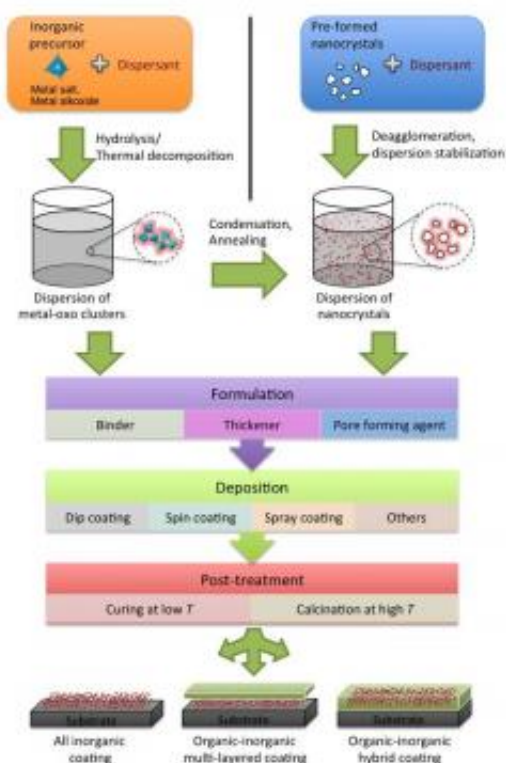 Inorganic
precursor
Dispersant
Metal salt,
Metal alkoxide
Pre-formed
nanocrystals
Dispersant
Hydrolysis/
Thermal decomposition
Deagglomeration,
dispersion stabilization
Condensation,
Annealing
Dispersion of
metal-oxo clusters
Dispersion of
nanocrystals
Formulation
Binder
Thickener
Pore forming agent
Deposition
Dip coating
Spin coating
Spray coating
Others
Post-treatment
Curing at low T
Calcination at high T
Substrate
Substrate
Substrate
All inorganic
coating
Organic-inorganic
multi-layered coating
Organic-inorganic
hybrid coating